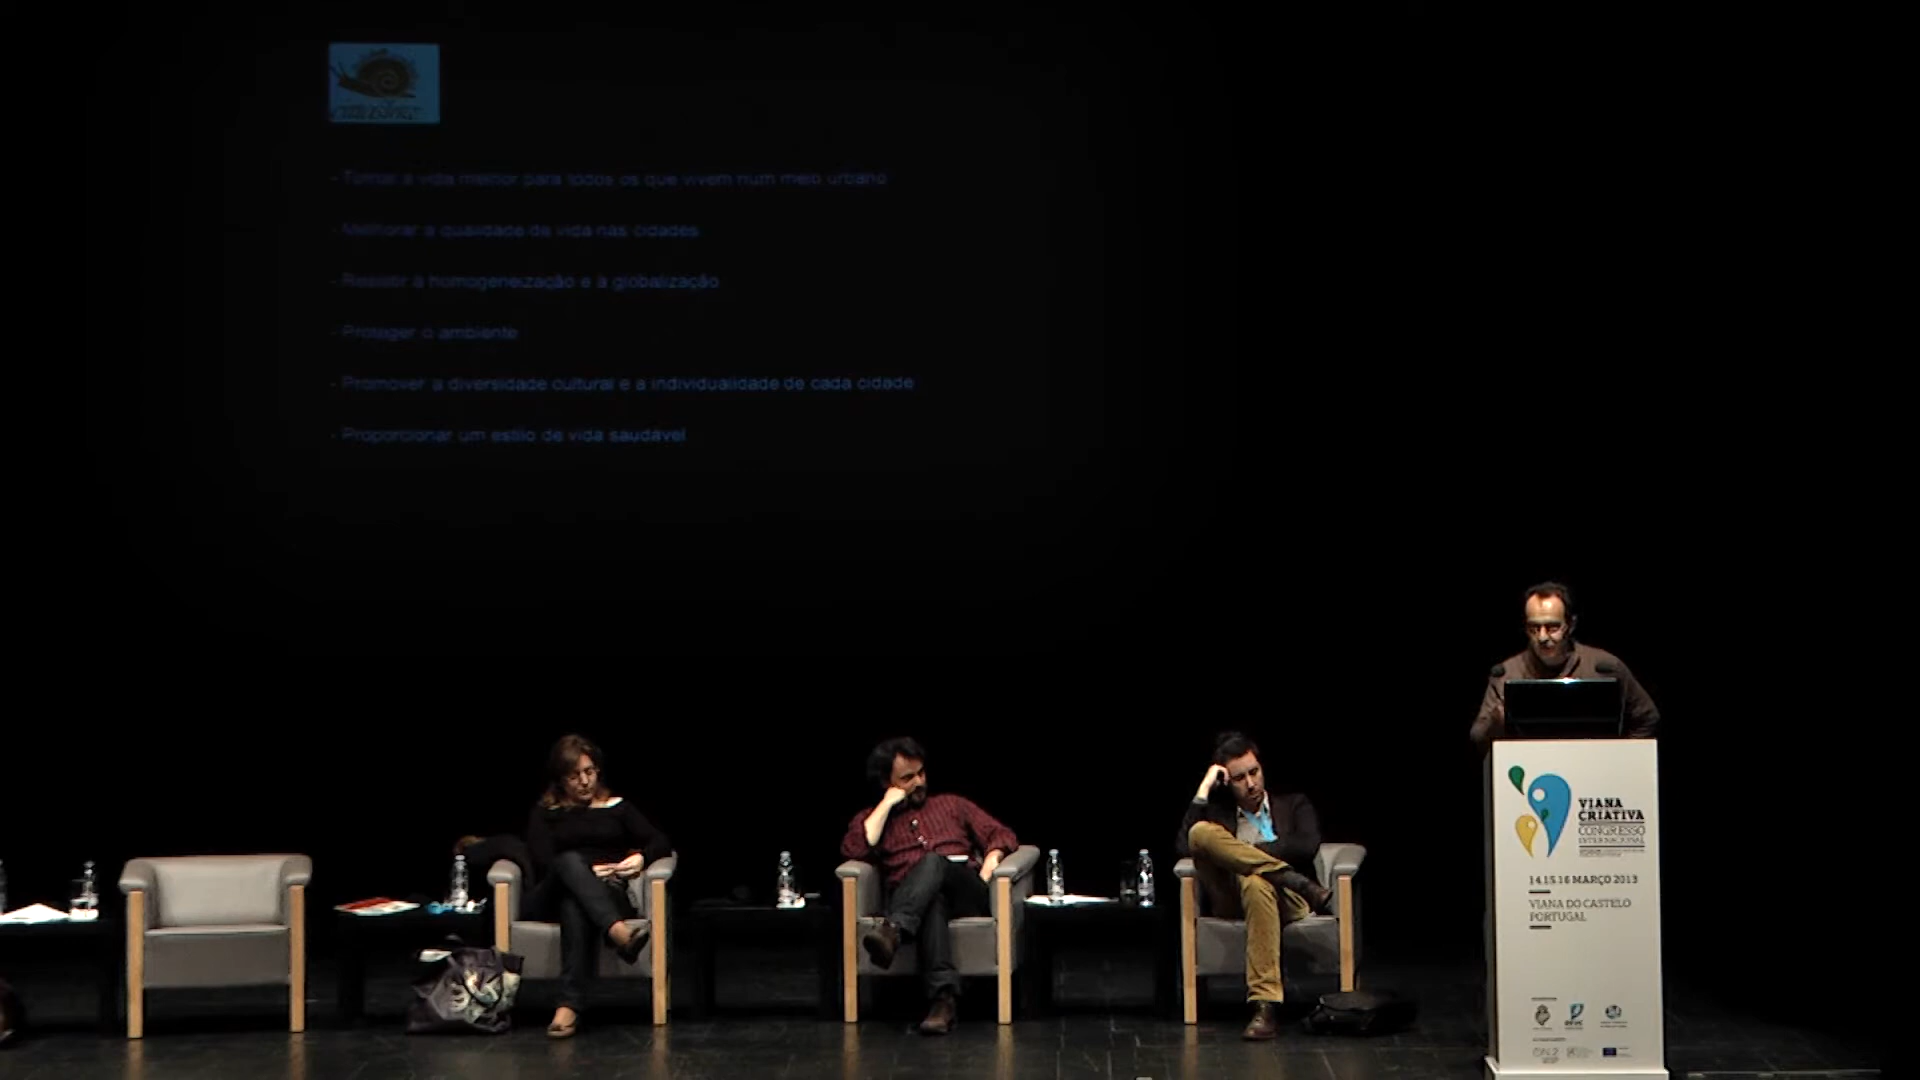 - Tornar a vida melhor para todos os que vivem num meio urbano
- Melhorar a qualidade de vida nas cidades
- Resistir à homogeneização e à globalização
- Proteger o ambiente
- Promover a diversidade cultural e a individualidade de cada cidade
- Proporcionar um estilo de vida saudável
VIANA
CRIATIVA
CONGRESSO
INTERNACIONAL
14.15.16 MARÇO 2013
VIANA DO CASTELO
PORTUGAL
ON.2